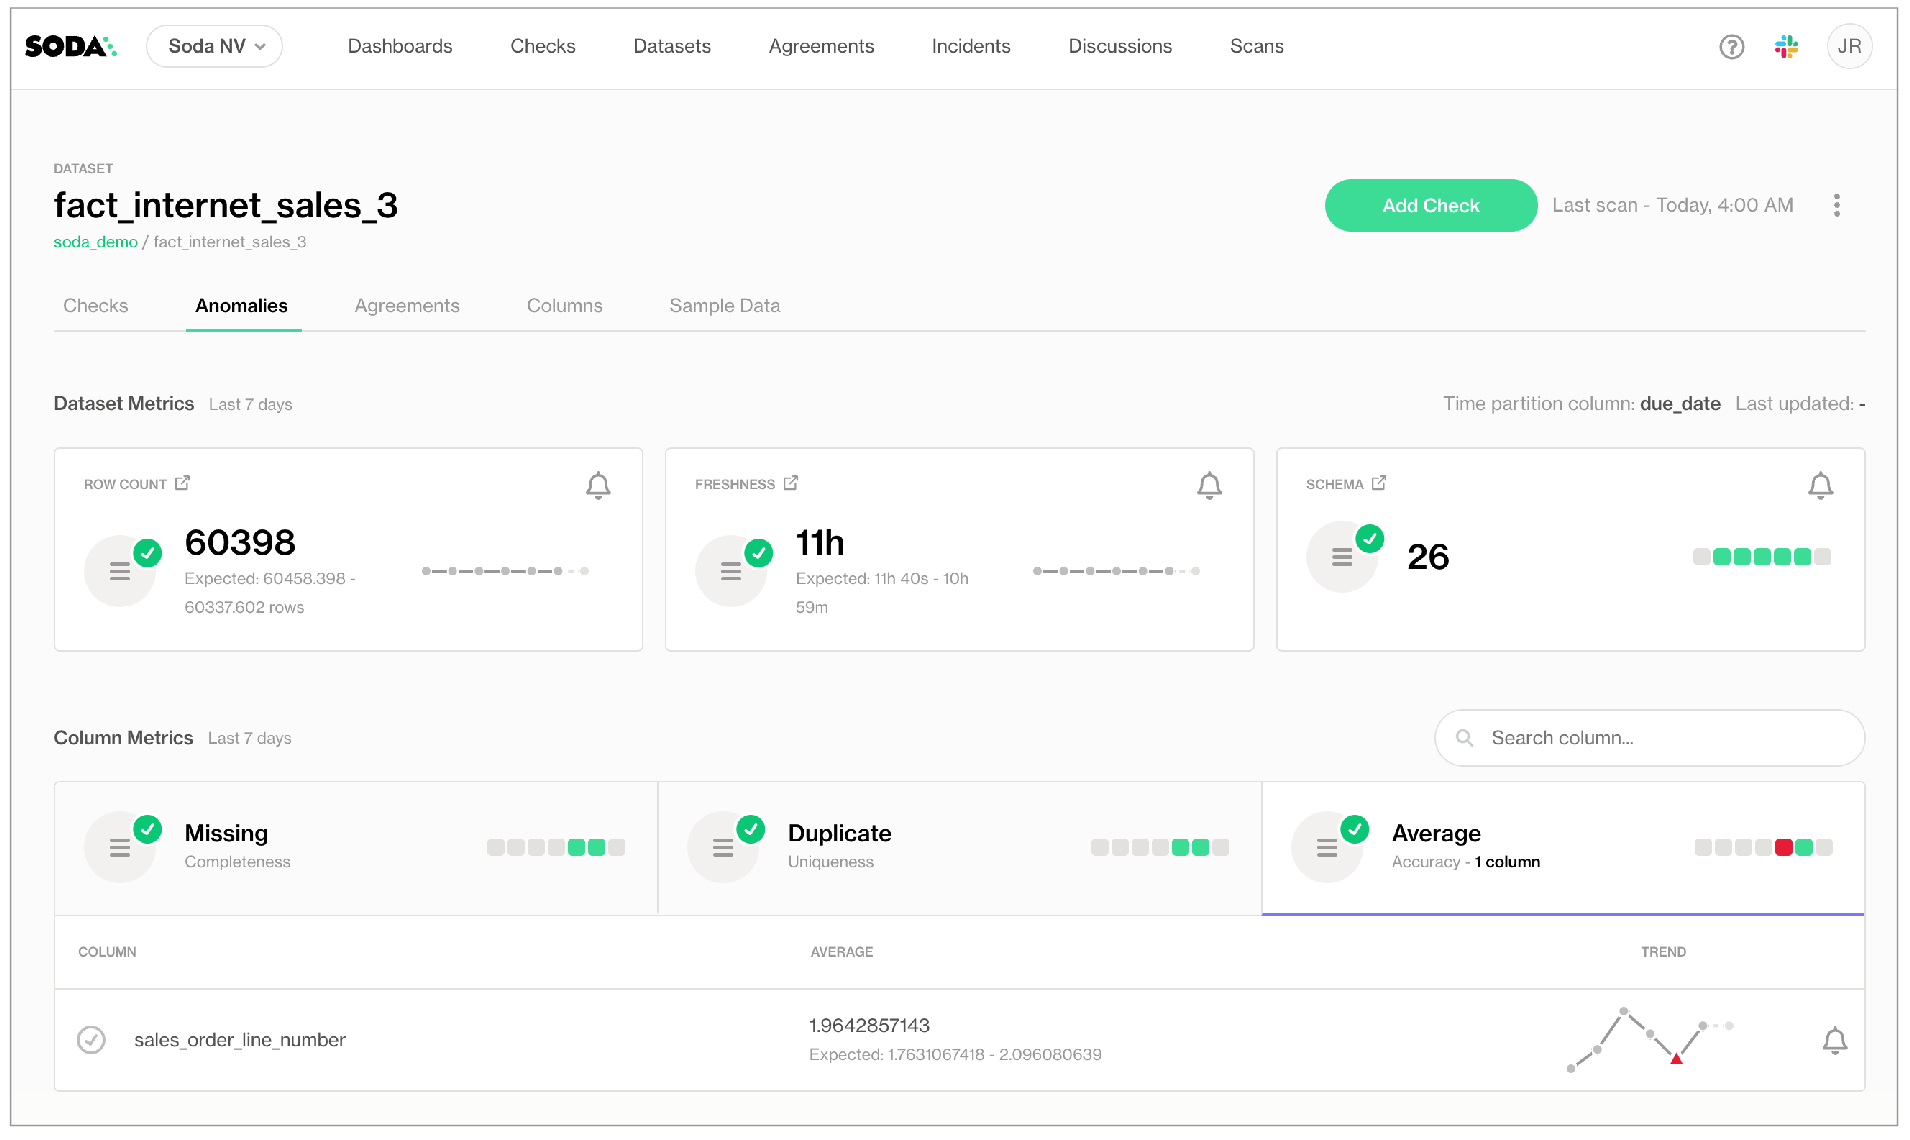 SODA
Soda NV
Dashboards
Checks
Datasets
Agreements
Incidents
Discussions
Scans
JR
DATASET
fact_internet_sales_3
soda_demo / fact_internet_sales_3
Add Check
Last scan - Today, 4:00 AM
Checks
Anomalies
Agreements
Columns
Sample Data
Dataset Metrics Last 7 days
Time partition column: due_date Last updated: -
ROW COUNT
60398
Expected: 60458.398 -
60337.602 rows
FRESHNESS
11h
Expected: 11h 40s - 10h
59m
SCHEMA
26
Column Metrics Last 7 days
Search column...
Missing
Completeness
Duplicate
Uniqueness
Average
Accuracy - 1 column
COLUMN
AVERAGE
TREND
sales_order_line_number
1.9642857143
Expected: 1.7631067418 - 2.096080639